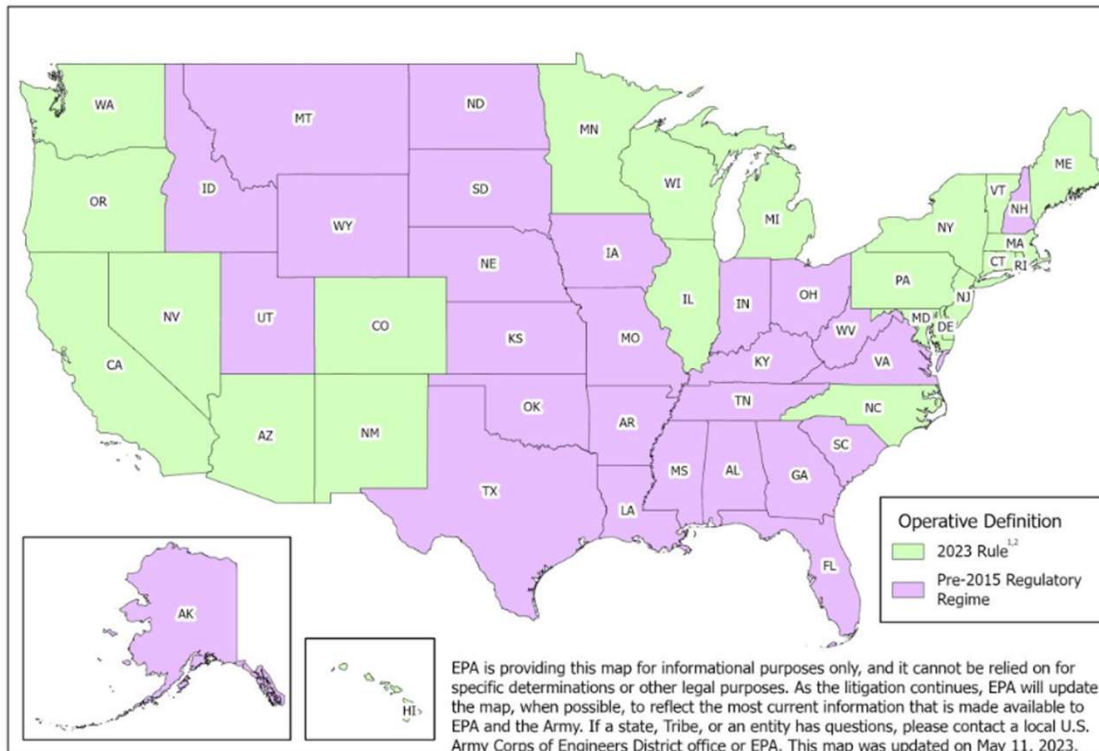 WA
MT
ND
MN
ME
OR
ID
SD
WI
VT
NH
WY
MI
NY
MA
CT
RI
IA
NE
PA
NJ
NV
UT
CO
IL
IN
OH
MD
DE
CA
KS
MO
WV
VA
KY
AZ
NM
OK
AR
TN
NC
SC
TX
MS
AL
GA
LA
FL
AK
HI
Operative Definition
2023 Rule1,2
Pre-2015 Regulatory
Regime
EPA is providing this map for informational purposes only, and it cannot be relied on for
specific determinations or other legal purposes. As the litigation continues, EPA will update
the map, when possible, to reflect the most current information that is made available to
EPA and the Army. If a state, Tribe, or an entity has questions, please contact a local U.S.
Army Corps of Engineers District office or EPA. This map was updated on May 11, 2023.